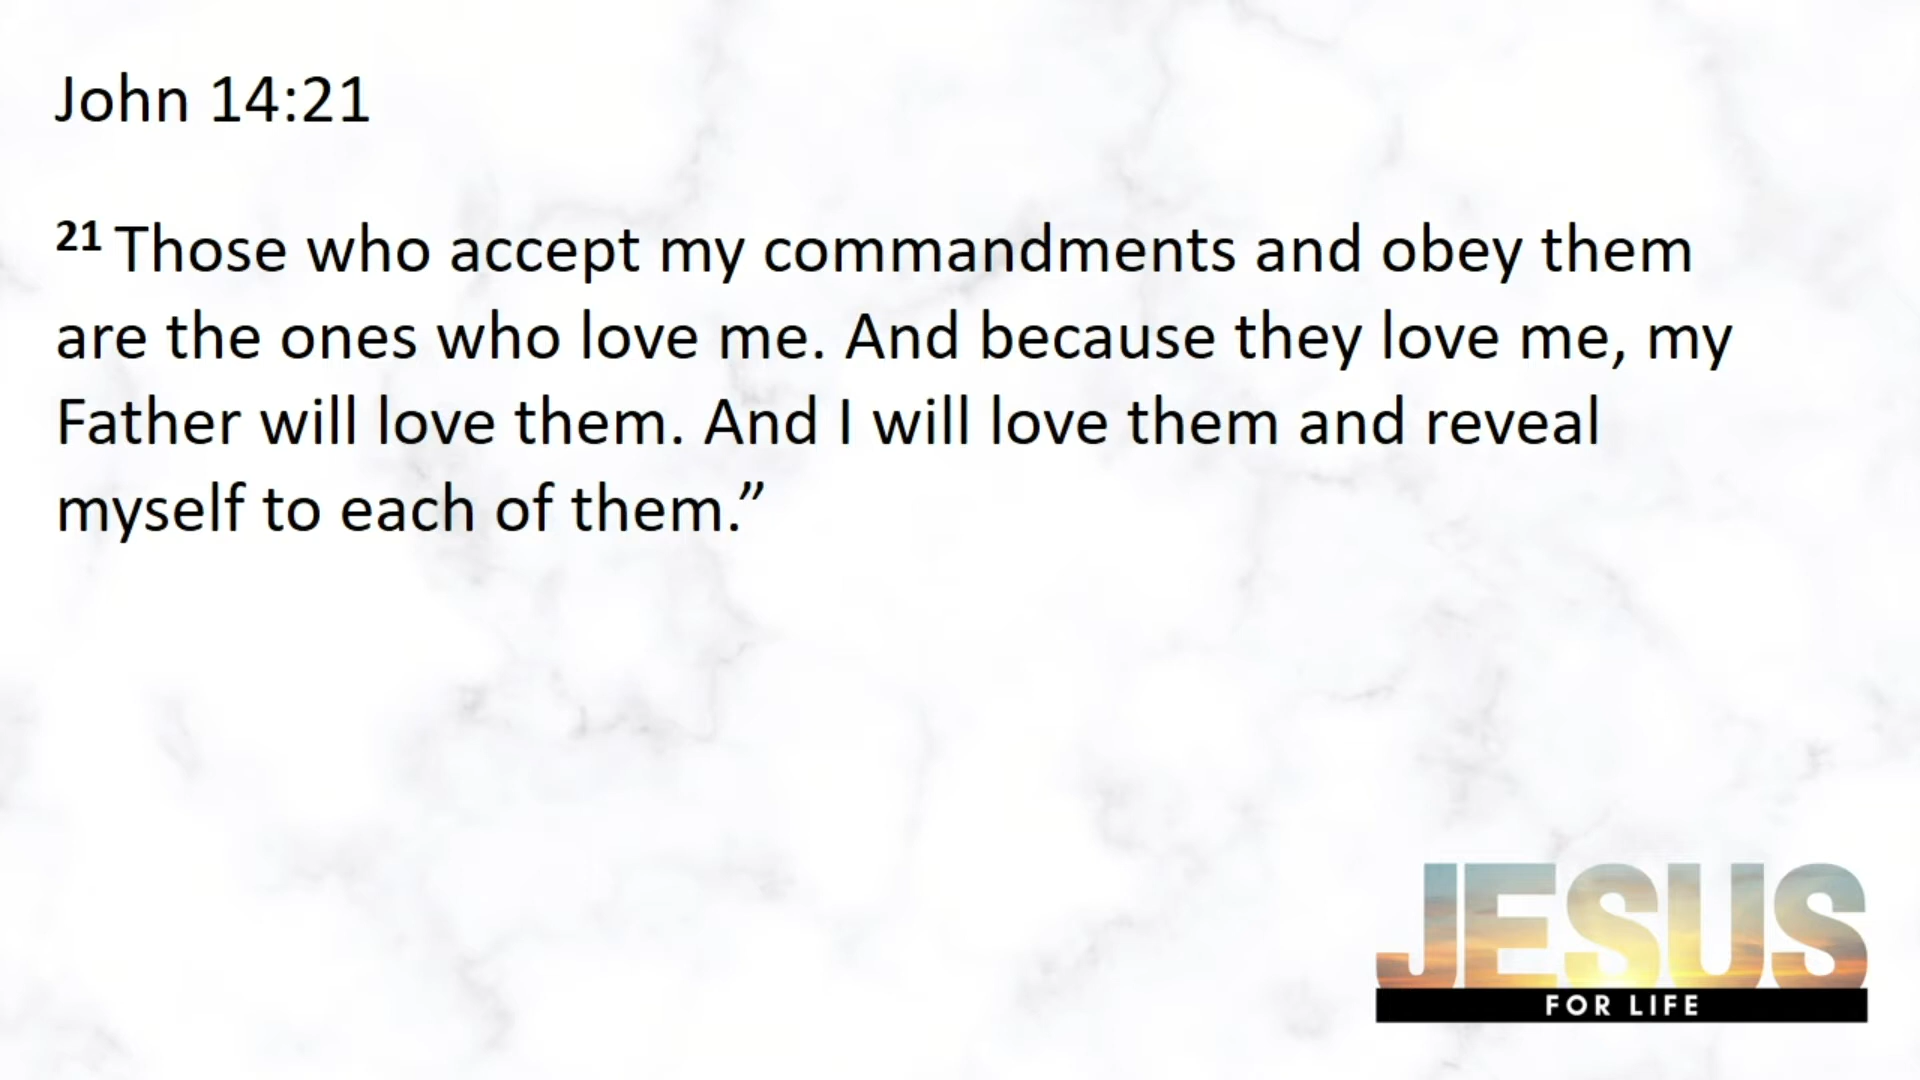 John 14:21
21 Those who accept my commandments and obey them
are the ones who love me. And because they love me, my
Father will love them. And I will love them and reveal
myself to each of them.”
JESUS
FOR LIFE